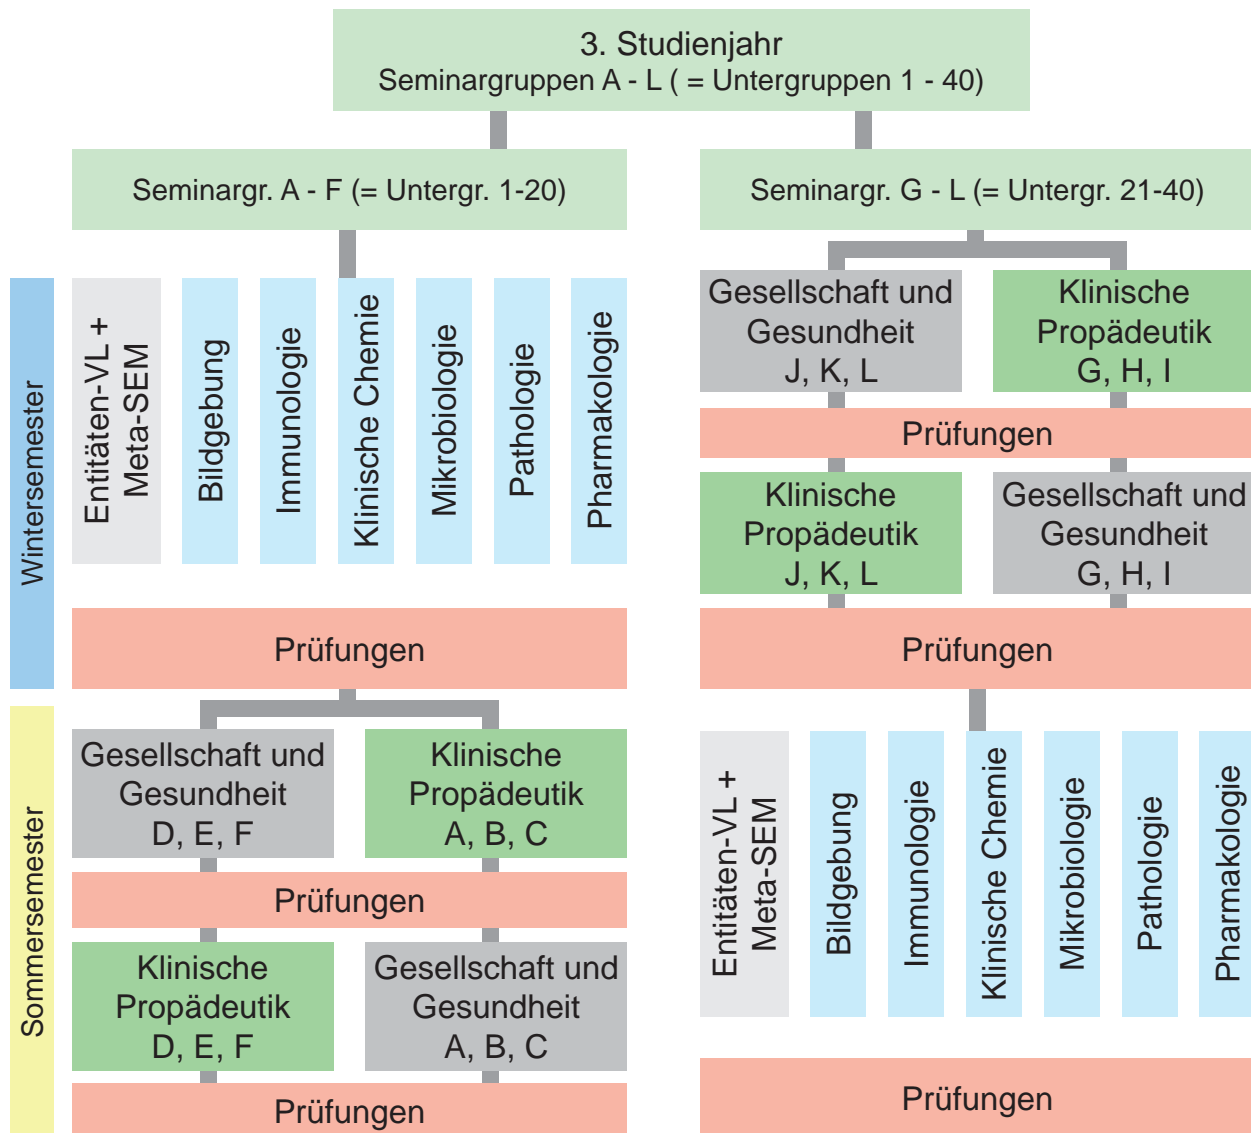 3. Studienjahr
Seminargruppen A - L ( = Untergruppen 1 - 40)
Seminargr. A - F (= Untergr. 1-20)
Wintersemester
Entitäten-VL +
Meta-SEM
Bildgebung
Immunologie
Klinische Chemie
Mikrobiologie
Pathologie
Pharmakologie
Prüfungen
Sommersemester
Gesellschaft und
Gesundheit
D, E, F
Klinische
Propädeutik
A, B, C
Prüfungen
Klinische
Propädeutik
D, E, F
Gesellschaft und
Gesundheit
A, B, C
Prüfungen
Seminargr. G - L (= Untergr. 21-40)
Gesellschaft und
Gesundheit
J, K, L
Klinische
Propädeutik
G, H, I
Prüfungen
Klinische
Propädeutik
J, K, L
Gesellschaft und
Gesundheit
G, H, I
Prüfungen
Entitäten-VL +
Meta-SEM
Bildgebung
Immunologie
Klinische Chemie
Mikrobiologie
Pathologie
Pharmakologie
Prüfungen